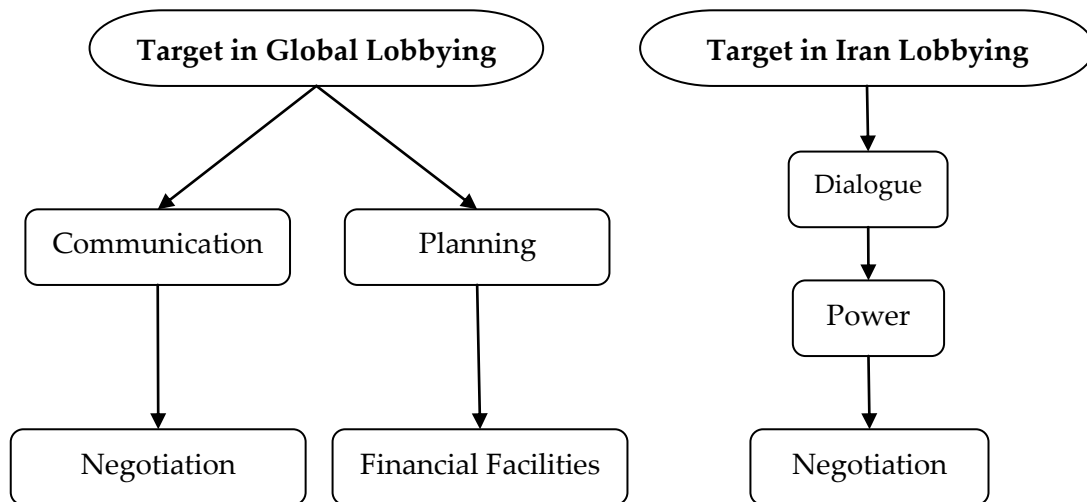 Target in Global Lobbying
Target in Iran Lobbying
Dialogue
Communication
Planning
Power
Negotiation
Financial Facilities
Negotiation